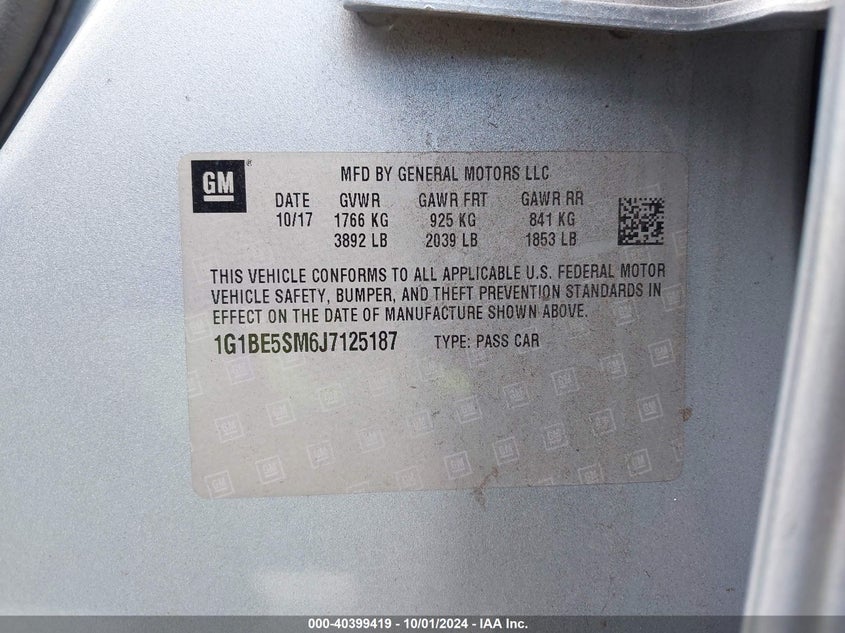 GM®
MFD BY GENERAL MOTORS LLC
DATE GVWR GAWR FRT GAWR RR
10/17 1766 KG 925 KG 841 KG
3892 LB 2039 LB 1853 LB
THIS VEHICLE CONFORMS TO ALL APPLICABLE U.S. FEDERAL MOTOR
VEHICLE SAFETY, BUMPER, AND THEFT PREVENTION STANDARDS IN
EFFECT ON THE DATE OF MANUFACTURE SHOWN ABOVE.
1G1BE5SM6J7125187 TYPE: PASS CAR
000-40399419 - 10/01/2024 - IAA Inc.